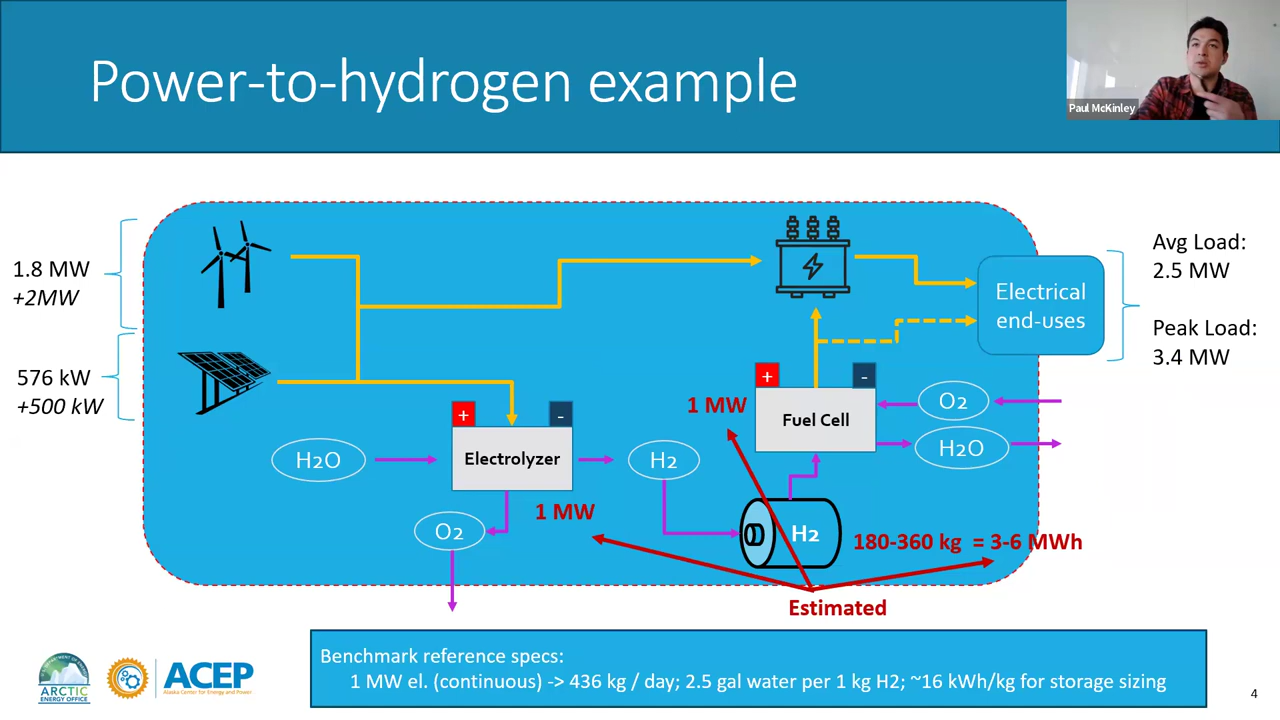 Power-to-hydrogen example
Paul McKinley
1.8 MW
+2MW
576 kW
+500 kW
Avg Load:
2.5 MW
Peak Load:
3.4 MW
Electrical
end-uses
+
-
Fuel Cell
1 MW
O2
H2O
H2O
+
-
Electrolyzer
H2
1 MW
O2
H2
180-360 kg = 3-6 MWh
Estimated
Benchmark reference specs:
1 MW el. (continuous) -> 436 kg / day; 2.5 gal water per 1 kg H2; ~16 kWh/kg for storage sizing
ARCTIC
ENERGY OFFICE
ACEP
Alaska Center for Energy and Power
4